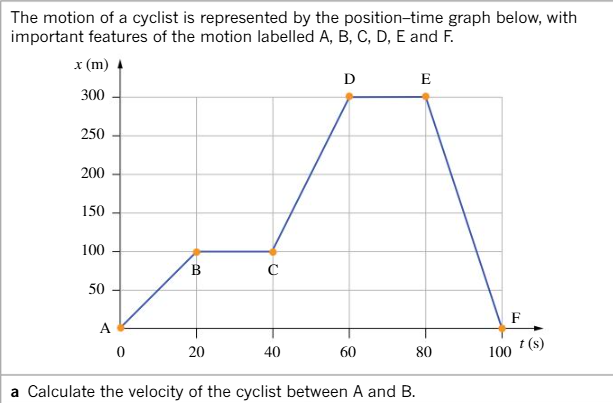 The motion of a cyclist is represented by the position–time graph below, with
important features of the motion labelled A, B, C, D, E and F.
x (m)
D
E
300
250
200
150
100
B
C
50
A
F
0
20
40
60
80
100
t (s)
a Calculate the velocity of the cyclist between A and B.